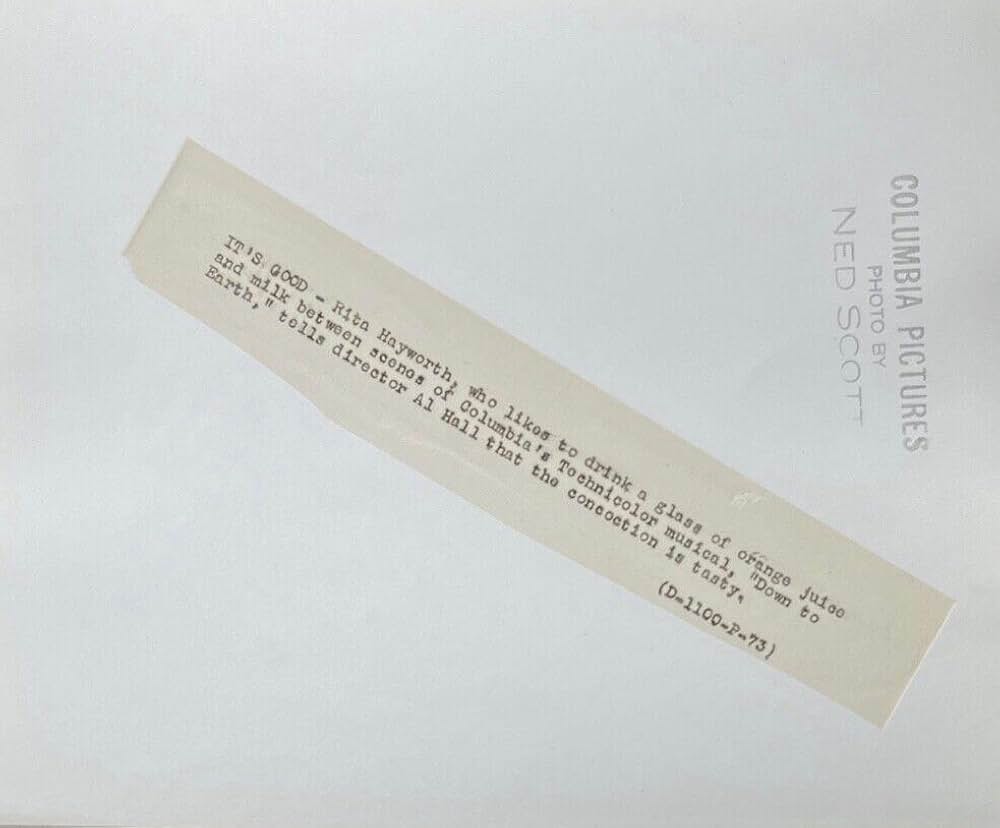 IT'S GOOD - Rita Hayworth, who likes to drink a glass of orange juice
and milk between scenes of Columbia's Technicolor musical, "Down to
Earth," tells director Al Hall that the concoction is tasty.
(D-1100-P-73)
COLUMBIA PICTURES
PHOTO BY
NED SCOTT